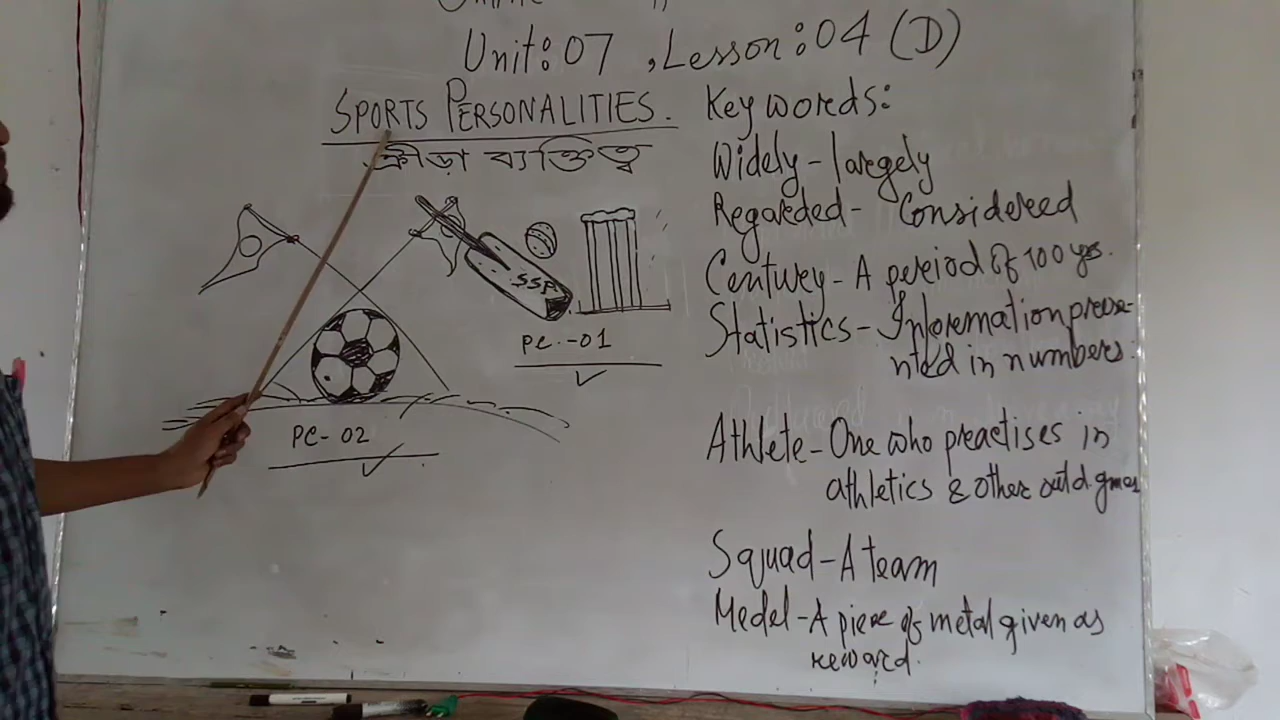 Unit: 07 , Lesson: 04 (D)
SPORTS PERSONALITIES.
ক্রীড়া ব্যক্তিত্ব
SSP
PC.-01
PC-02
Key words:
Widely - largely
Regarded - Considered
Century - A period of 100 yrs.
Statistics - Information prese-
nted in numbers.
Athlete - One who practises in
athletics & other outd. gmes
Squad - A team
Medel - A piece of metal given as
reward.